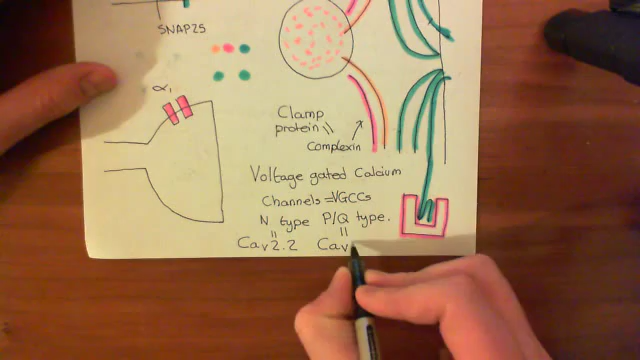 SNAP25
α₁
Clamp
protein
Complexin
Voltage gated Calcium
Channels = VGCCs
N type P/Q type.
= =
Cav2.2 Cav